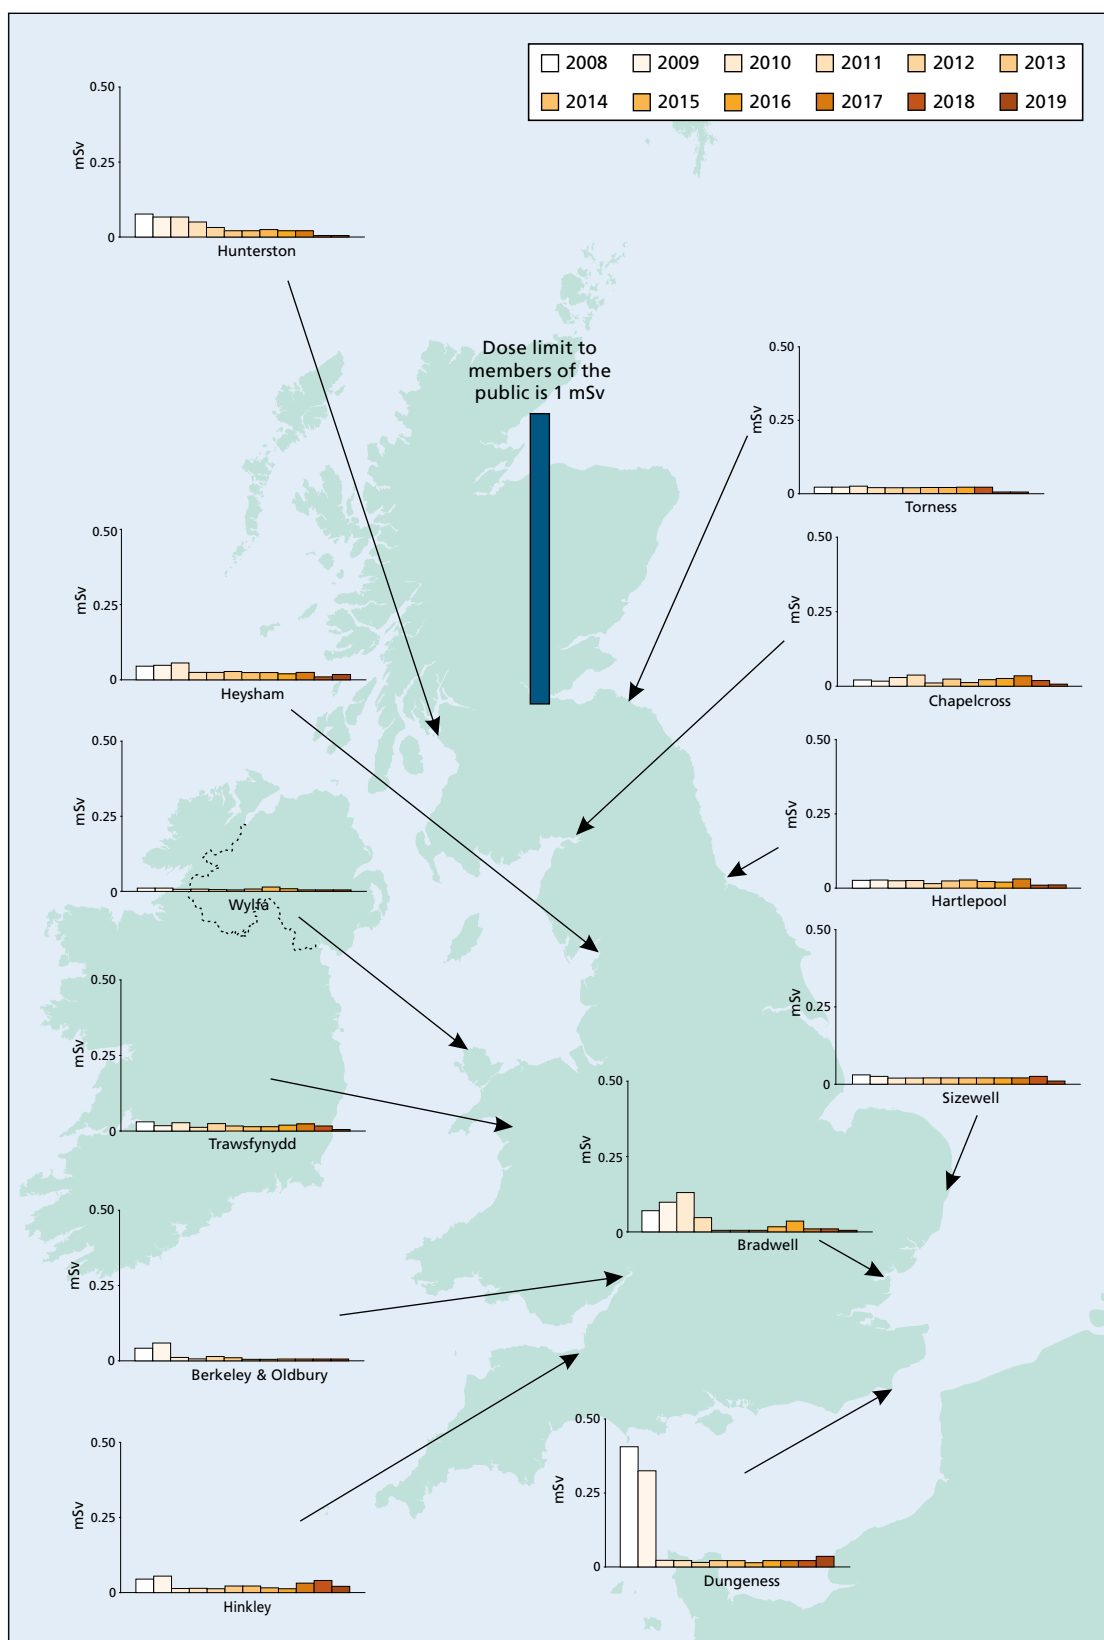 2008 2009 2010 2011 2012 2013
2014 2015 2016 2017 2018 2019
0.50
mSv
0.25
0
Hunterston
Dose limit to
members of the
public is 1 mSv
0.50
mSv
0.25
0
Torness
0.50
mSv
0.25
0
Heysham
0.50
mSv
0.25
0
Chapelcross
0.50
mSv
0.25
0
Wylfa
0.50
mSv
0.25
0
Hartlepool
0.50
mSv
0.25
0
Trawsfynydd
0.50
mSv
0.25
0
Sizewell
0.50
mSv
0.25
0
Bradwell
0.50
mSv
0.25
0
Berkeley & Oldbury
0.50
mSv
0.25
0
Hinkley
0.50
mSv
0.25
0
Dungeness